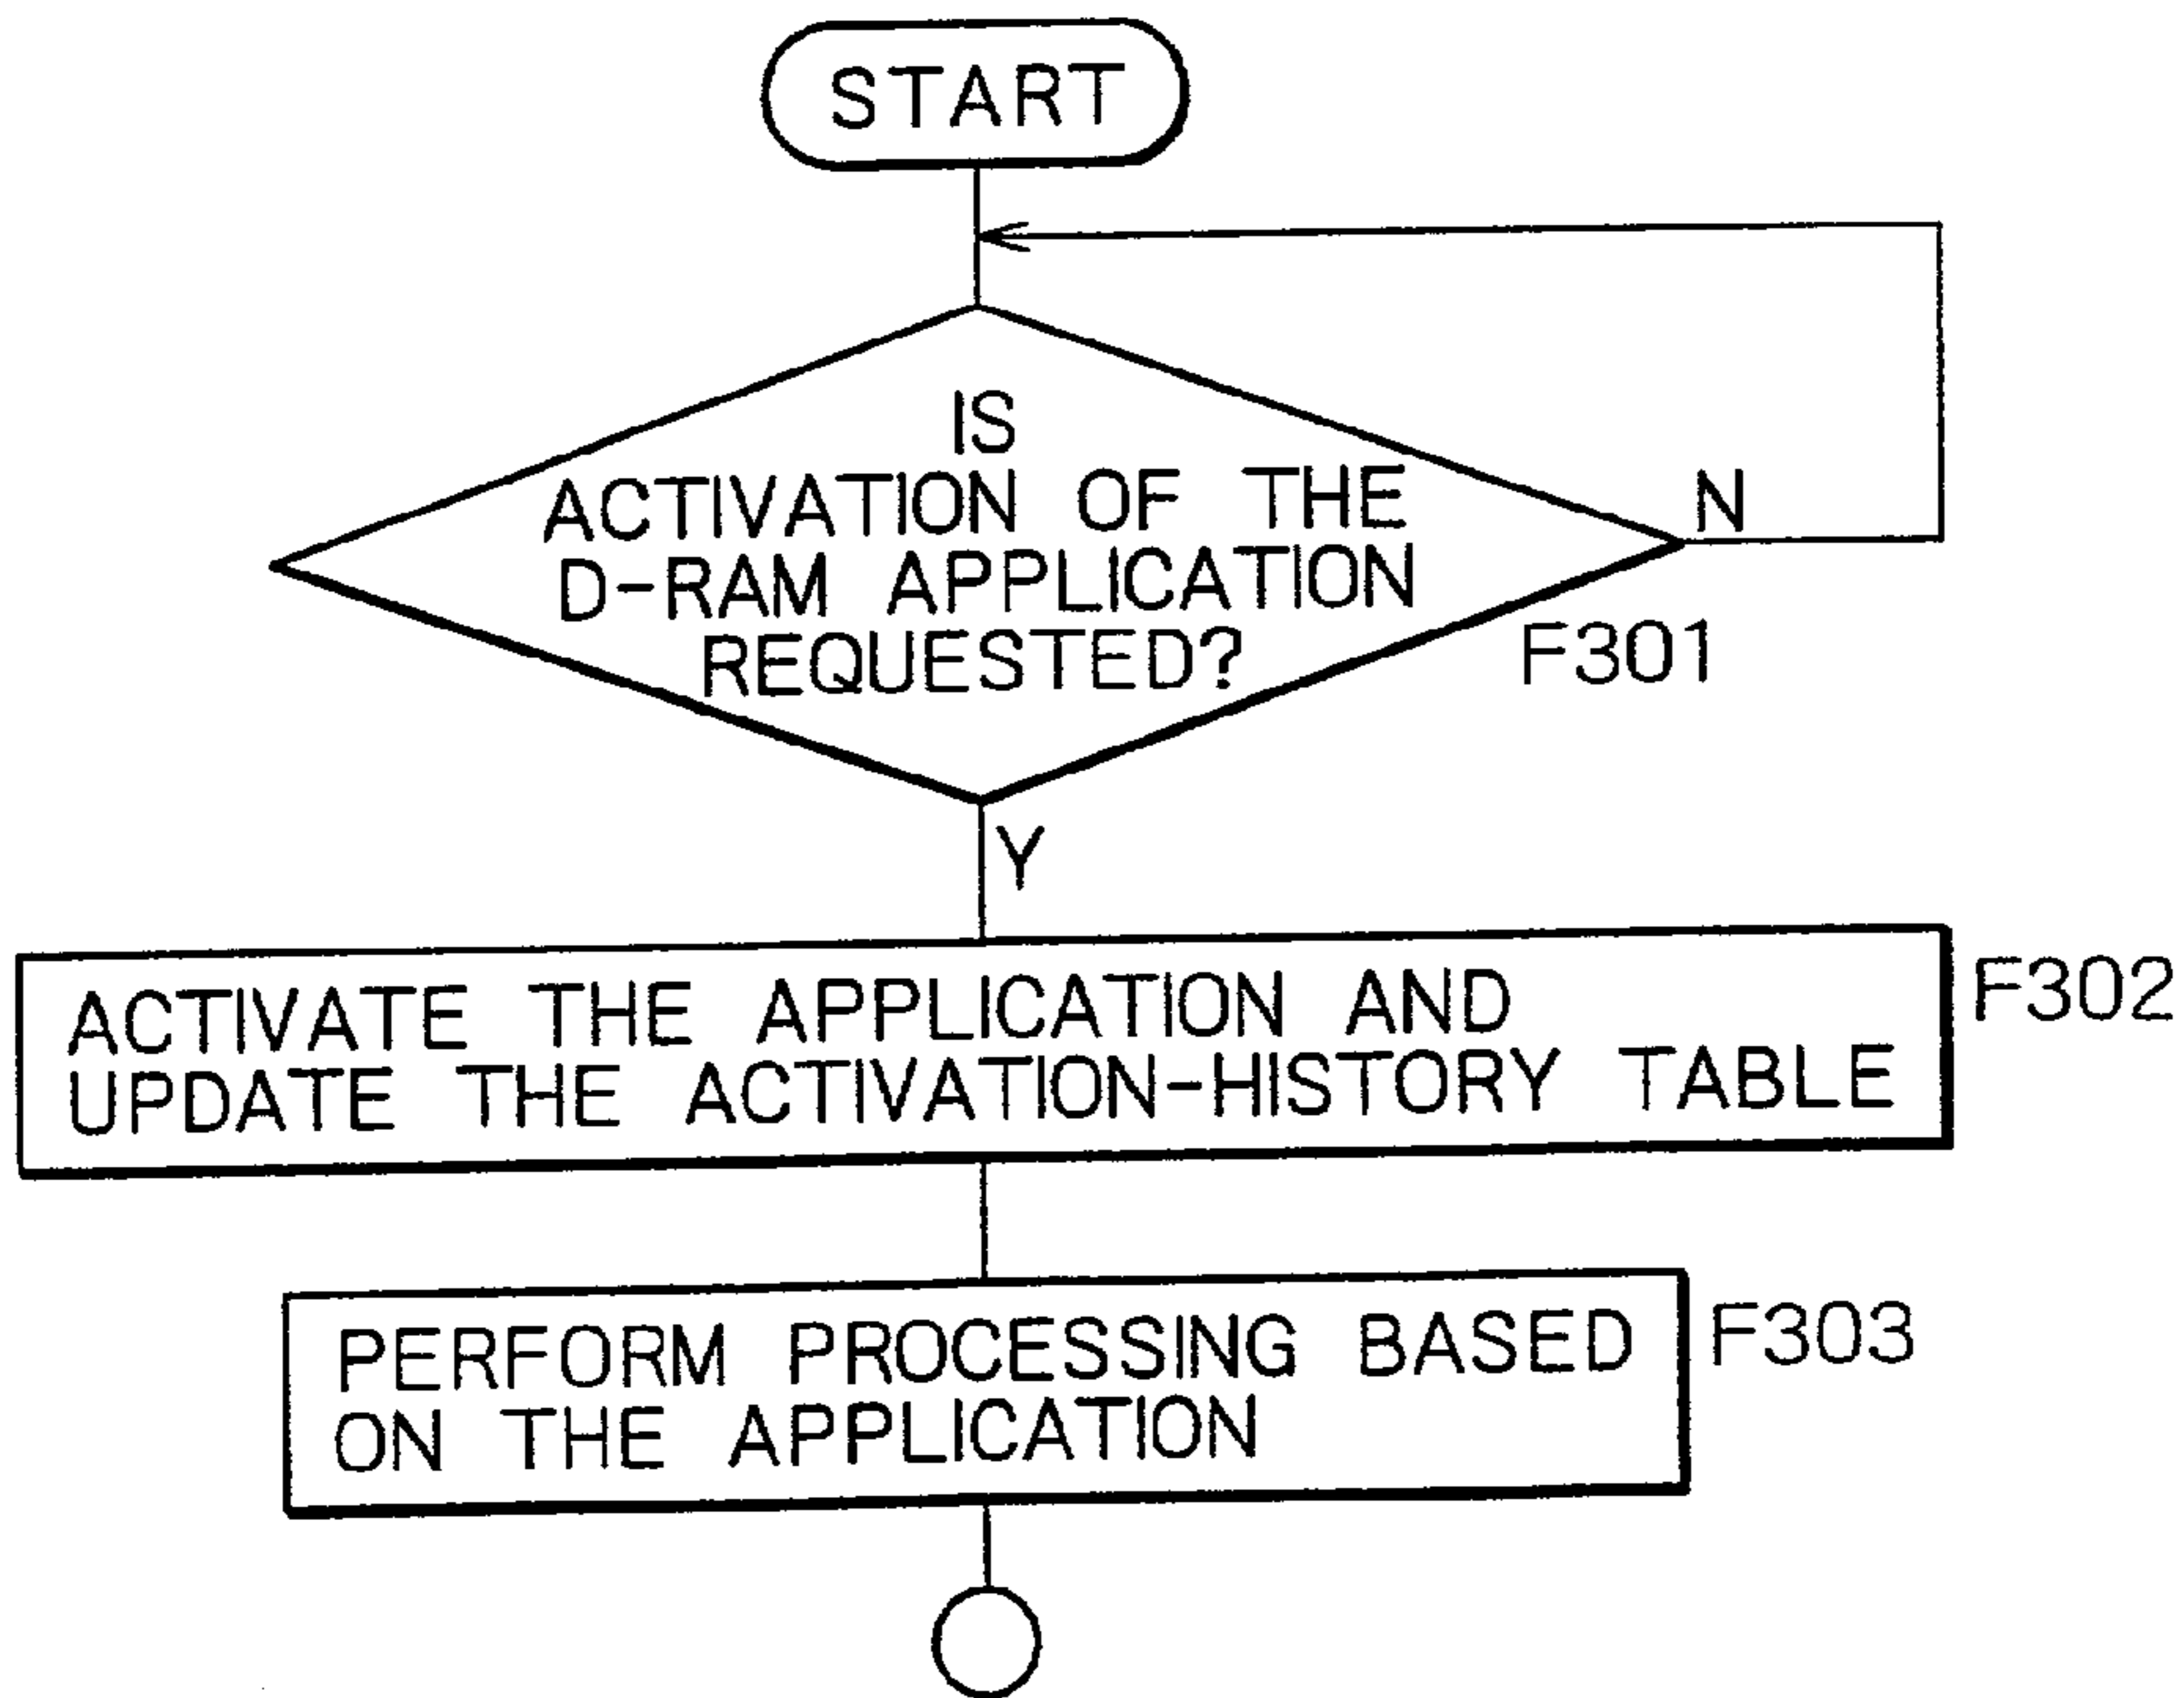 START
IS
ACTIVATION OF THE
D-RAM APPLICATION
REQUESTED?
N
F301
Y
ACTIVATE THE APPLICATION AND
UPDATE THE ACTIVATION-HISTORY TABLE
F302
PERFORM PROCESSING BASED
ON THE APPLICATION
F303